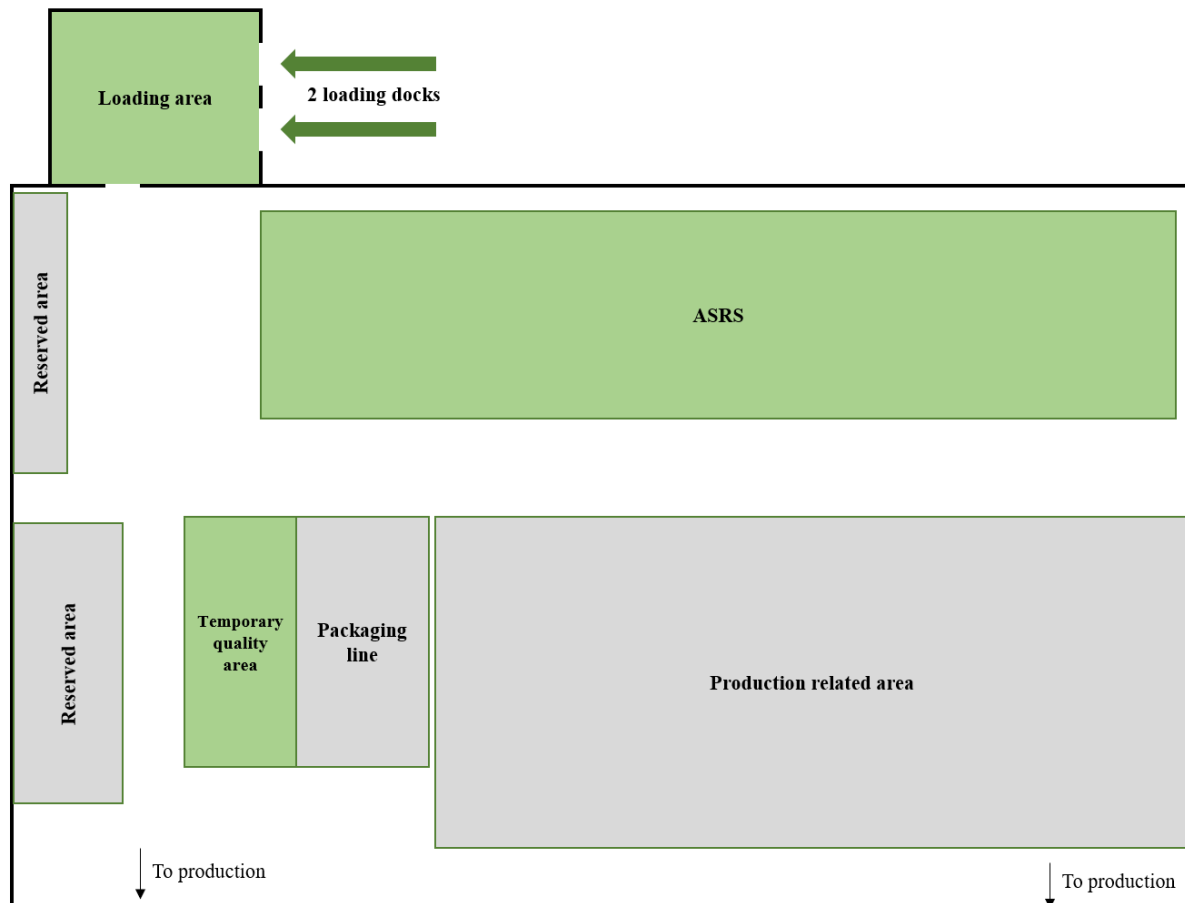 Loading area
2 loading docks
Reserved area
ASRS
Reserved area
Temporary
quality
area
Packaging
line
Production related area
To production
To production